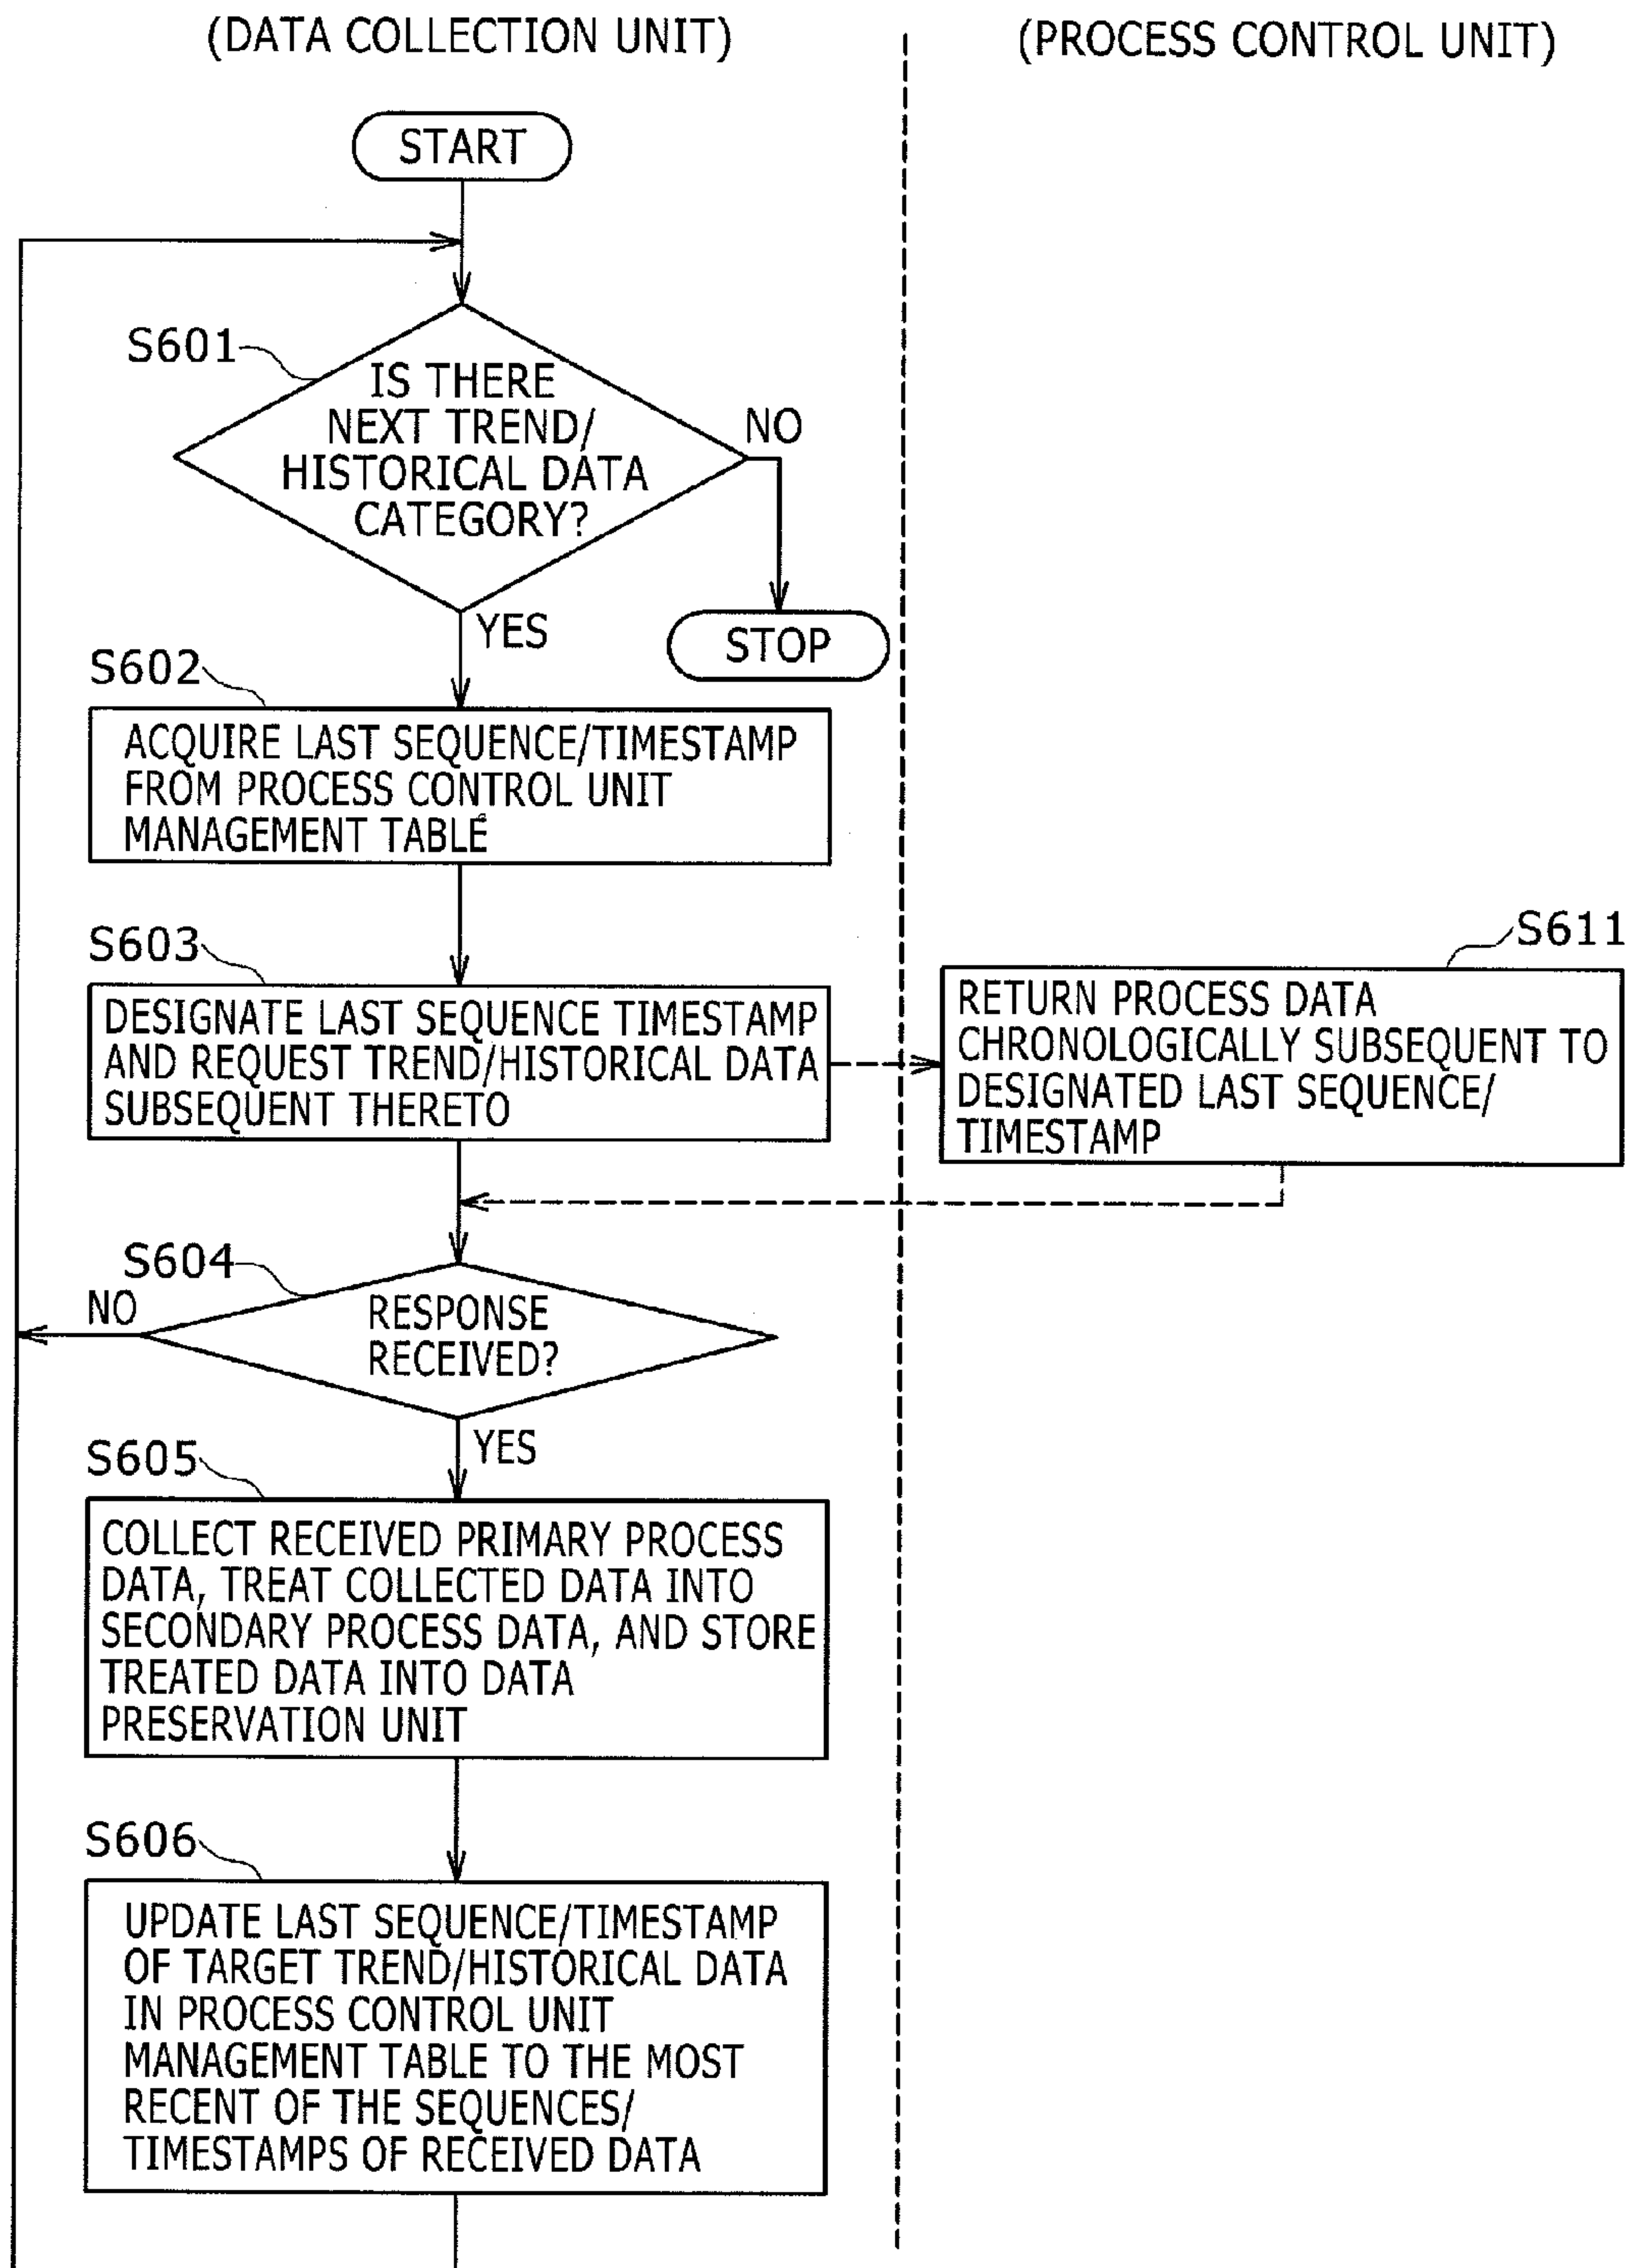 (DATA COLLECTION UNIT)
(PROCESS CONTROL UNIT)
START
S601
IS THERE
NEXT TREND/
HISTORICAL DATA
CATEGORY?
NO
YES
STOP
S602
ACQUIRE LAST SEQUENCE/TIMESTAMP
FROM PROCESS CONTROL UNIT
MANAGEMENT TABLE
S603
DESIGNATE LAST SEQUENCE TIMESTAMP
AND REQUEST TREND/HISTORICAL DATA
SUBSEQUENT THERETO
S611
RETURN PROCESS DATA
CHRONOLOGICALLY SUBSEQUENT TO
DESIGNATED LAST SEQUENCE/
TIMESTAMP
S604
NO
RESPONSE
RECEIVED?
YES
S605
COLLECT RECEIVED PRIMARY PROCESS
DATA, TREAT COLLECTED DATA INTO
SECONDARY PROCESS DATA, AND STORE
TREATED DATA INTO DATA
PRESERVATION UNIT
S606
UPDATE LAST SEQUENCE/TIMESTAMP
OF TARGET TREND/HISTORICAL DATA
IN PROCESS CONTROL UNIT
MANAGEMENT TABLE TO THE MOST
RECENT OF THE SEQUENCES/
TIMESTAMPS OF RECEIVED DATA